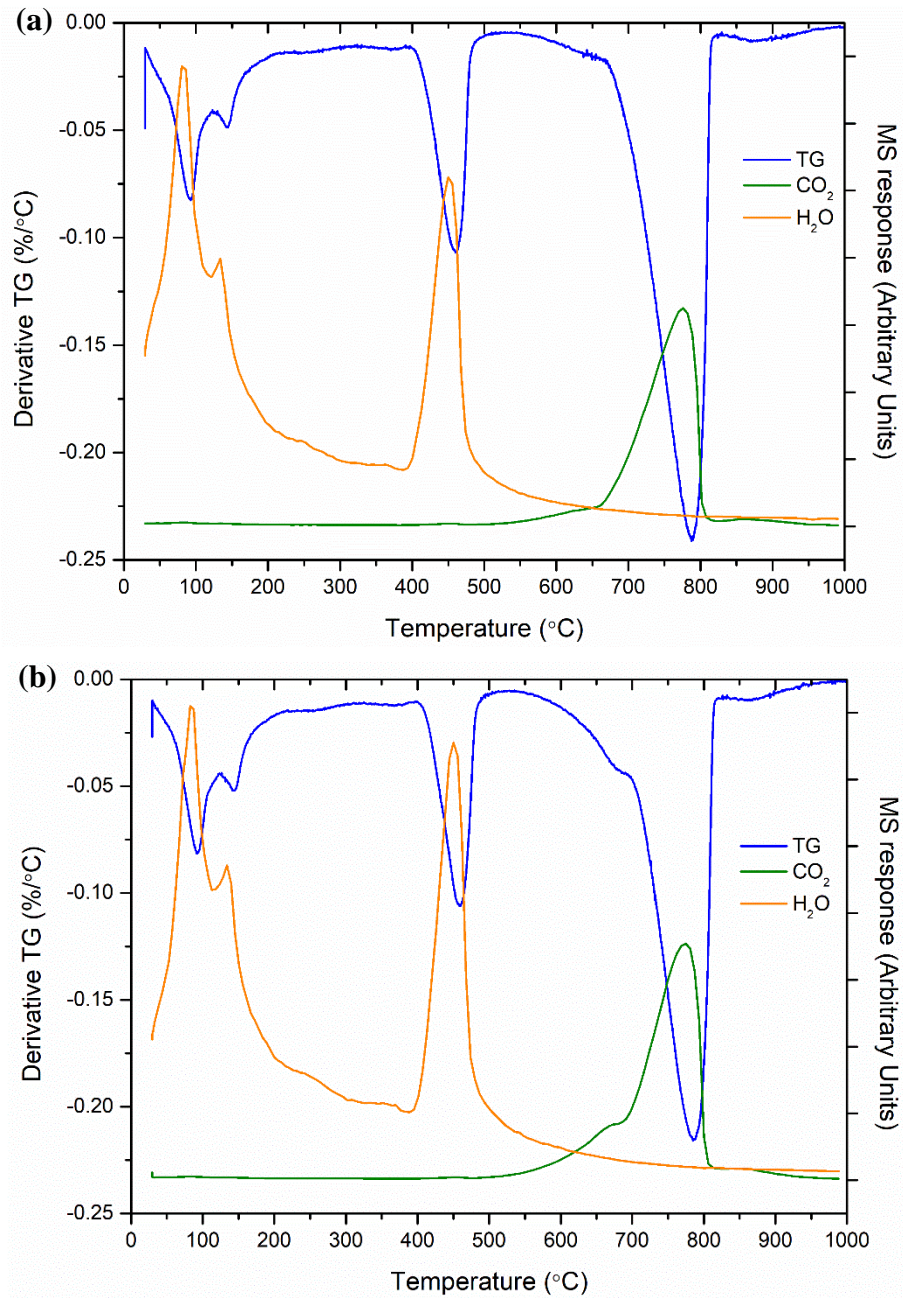 (a)
0.00
-0.05
-0.10
-0.15
-0.20
-0.25
Derivative TG (%/°C)
TG
CO₂
H₂O
MS response (Arbitrary Units)
0 100 200 300 400 500 600 700 800 900 1000
Temperature (°C)
(b)
0.00
-0.05
-0.10
-0.15
-0.20
-0.25
Derivative TG (%/°C)
TG
CO₂
H₂O
MS response (Arbitrary Units)
0 100 200 300 400 500 600 700 800 900 1000
Temperature (°C)